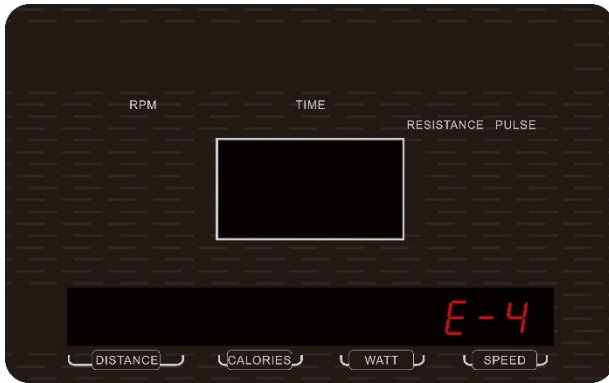 RPM TIME
RESISTANCE PULSE
E-4
DISTANCE CALORIES WATT SPEED